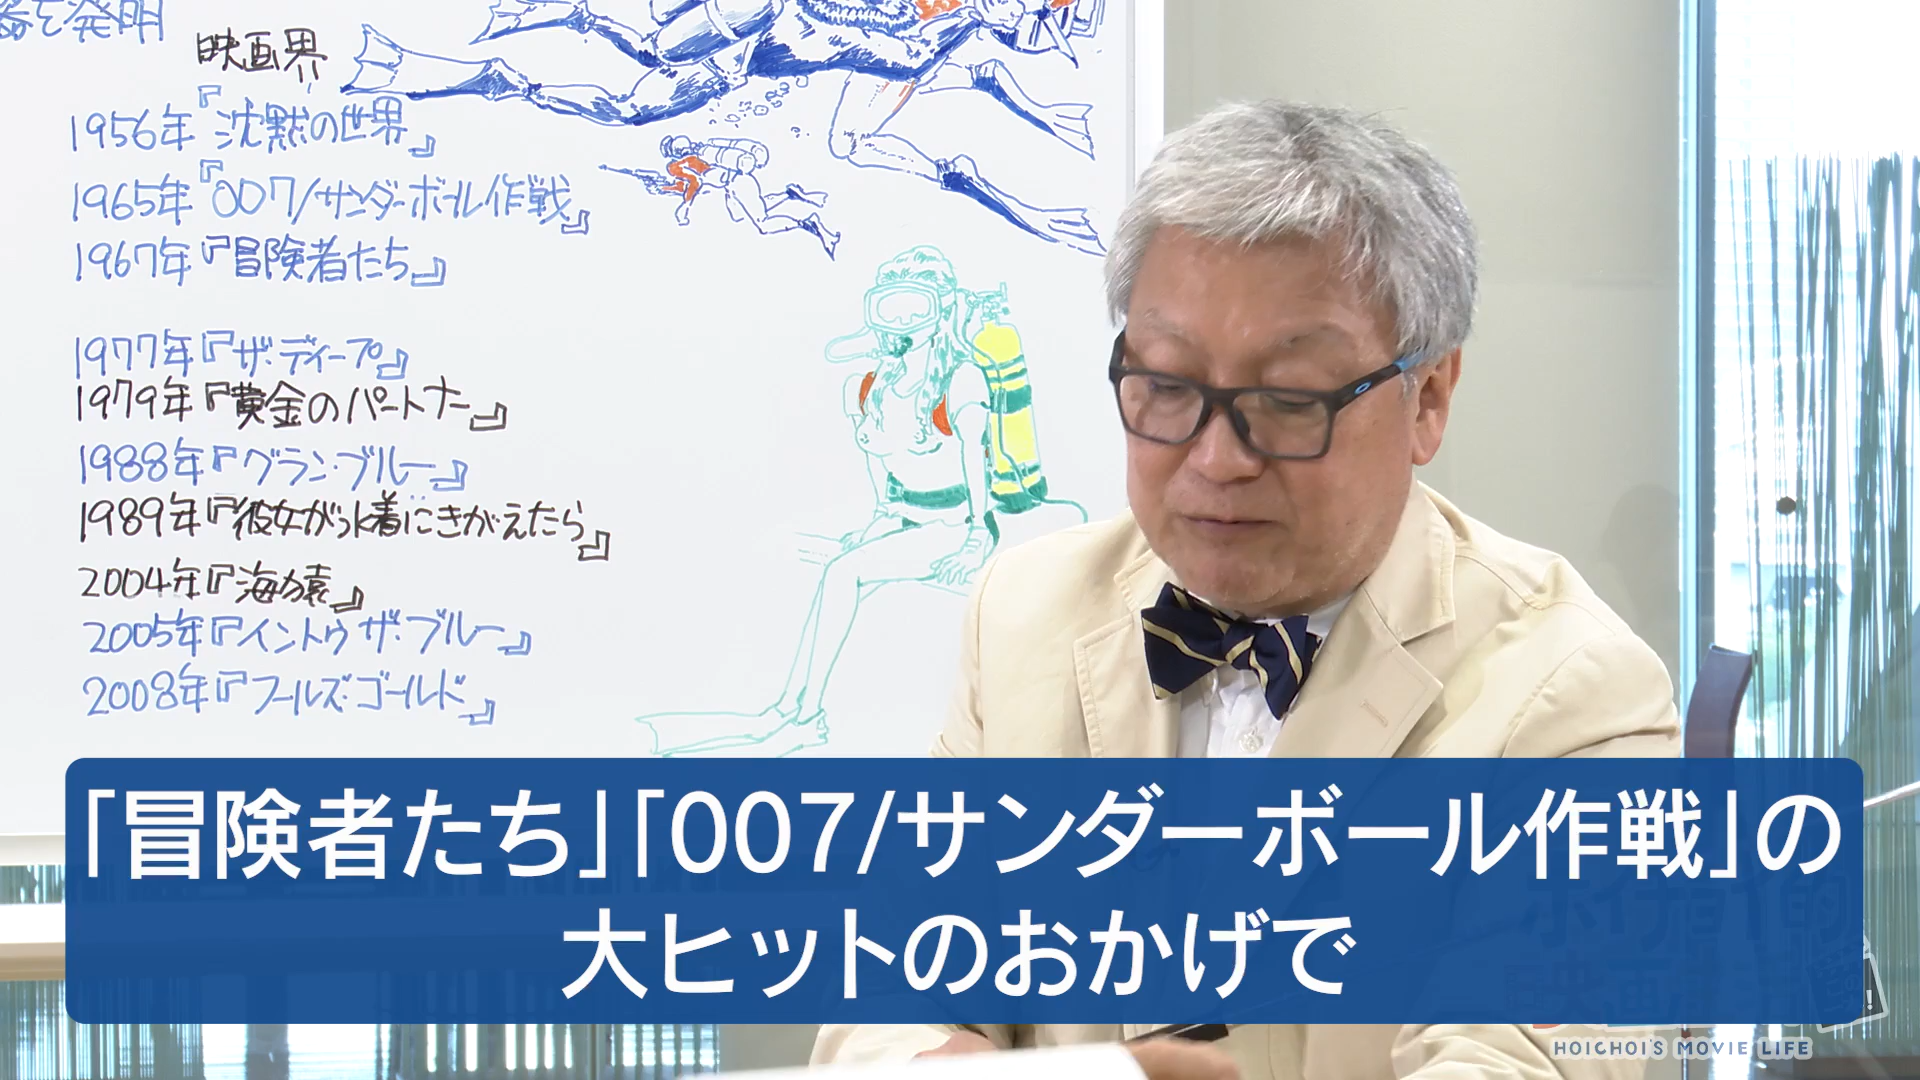 器を発明
映画界
1956年『沈黙の世界』
1965年『007/サンダーボール作戦』
1967年『冒険者たち』
1977年『ザ・ディープ』
1979年『黄金のパートナー』
1988年『グラン・ブルー』
1989年『彼女が水着にきがえたら』
2004年『海猿』
2005年『イントゥ・ザ・ブルー』
2008年『フールズ・ゴールド』
「冒険者たち」「007/サンダーボール作戦」の
大ヒットのおかげで
HOICHOI'S MOVIE LIFE